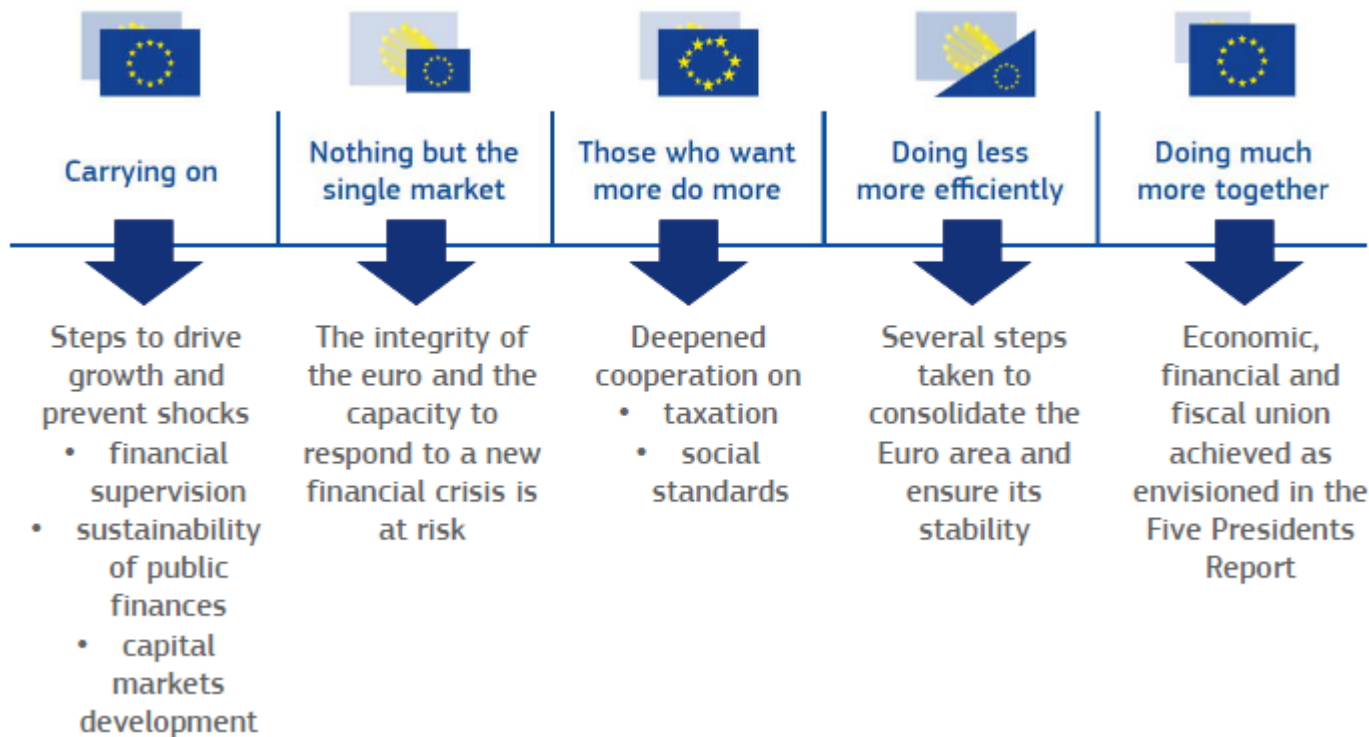 Carrying on
Nothing but the
single market
Those who want
more do more
Doing less
more efficiently
Doing much
more together
Steps to drive
growth and
prevent shocks
• financial
supervision
• sustainability
of public
finances
• capital
markets
development
The integrity of
the euro and the
capacity to
respond to a new
financial crisis is
at risk
Deepened
cooperation on
• taxation
• social
standards
Several steps
taken to
consolidate the
Euro area and
ensure its
stability
Economic,
financial and
fiscal union
achieved as
envisioned in the
Five Presidents
Report